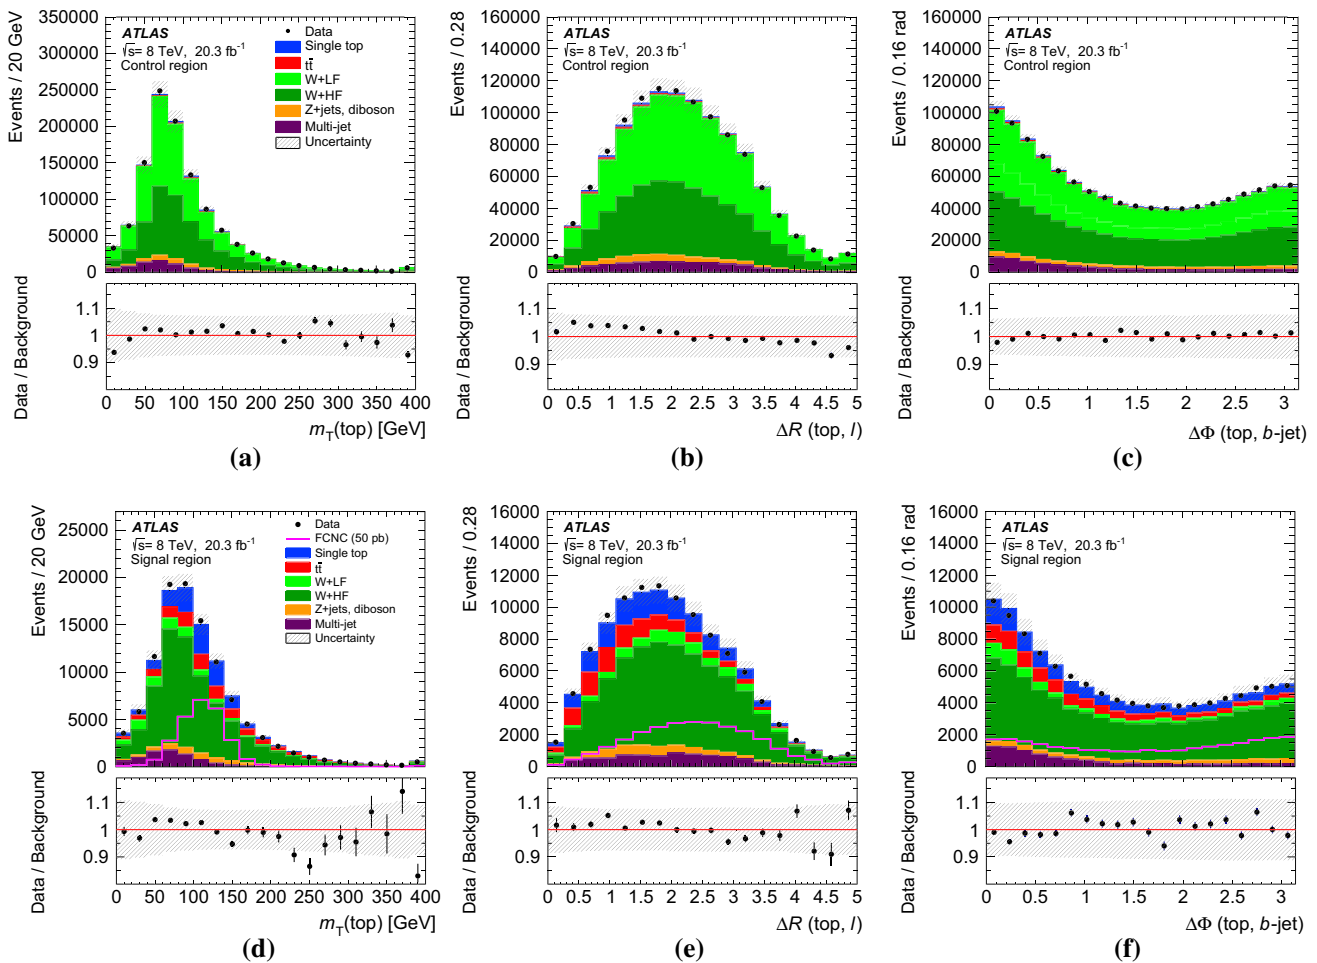 ATLAS
√s= 8 TeV, 20.3 fb⁻¹
Control region
Data
Single top
tt̄
W+LF
W+HF
Z+jets, diboson
Multi-jet
Uncertainty
Events / 20 GeV
350000
300000
250000
200000
150000
100000
50000
0
Data / Background
1.1
1
0.9
0 50 100 150 200 250 300 350 400
m_T(top) [GeV]
(a)
ATLAS
√s= 8 TeV, 20.3 fb⁻¹
Control region
Events / 0.28
160000
140000
120000
100000
80000
60000
40000
20000
0
Data / Background
1.1
1
0.9
0 0.5 1 1.5 2 2.5 3 3.5 4 4.5 5
ΔR (top, l)
(b)
ATLAS
√s= 8 TeV, 20.3 fb⁻¹
Control region
Events / 0.16 rad
160000
140000
120000
100000
80000
60000
40000
20000
0
Data / Background
1.1
1
0.9
0 0.5 1 1.5 2 2.5 3
ΔΦ (top, b-jet)
(c)
ATLAS
√s= 8 TeV, 20.3 fb⁻¹
Signal region
Data
FCNC (50 pb)
Single top
tt̄
W+LF
W+HF
Z+jets, diboson
Multi-jet
Uncertainty
Events / 20 GeV
25000
20000
15000
10000
5000
0
Data / Background
1.1
1
0.9
0 50 100 150 200 250 300 350 400
m_T(top) [GeV]
(d)
ATLAS
√s= 8 TeV, 20.3 fb⁻¹
Signal region
Events / 0.28
16000
14000
12000
10000
8000
6000
4000
2000
0
Data / Background
1.1
1
0.9
0 0.5 1 1.5 2 2.5 3 3.5 4 4.5 5
ΔR (top, l)
(e)
ATLAS
√s= 8 TeV, 20.3 fb⁻¹
Signal region
Events / 0.16 rad
16000
14000
12000
10000
8000
6000
4000
2000
0
Data / Background
1.1
1
0.9
0 0.5 1 1.5 2 2.5 3
ΔΦ (top, b-jet)
(f)